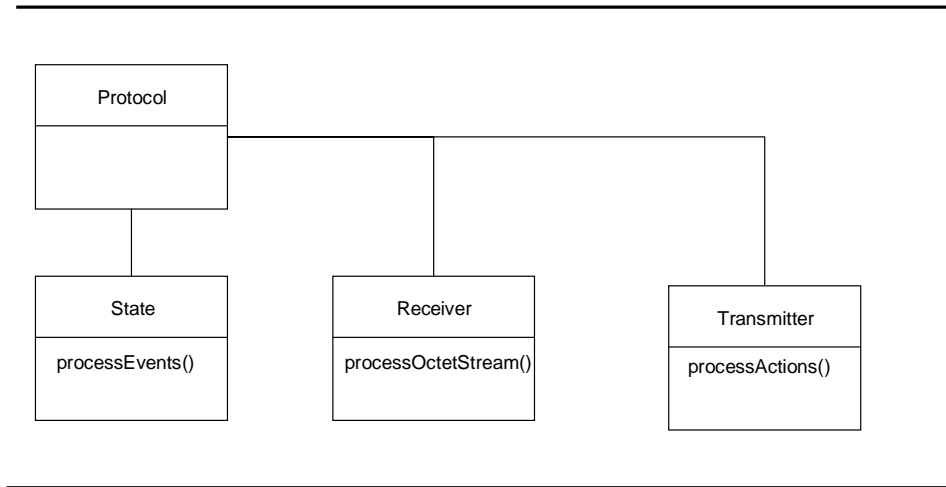 Protocol
State
processEvents()
Receiver
processOctetStream()
Transmitter
processActions()